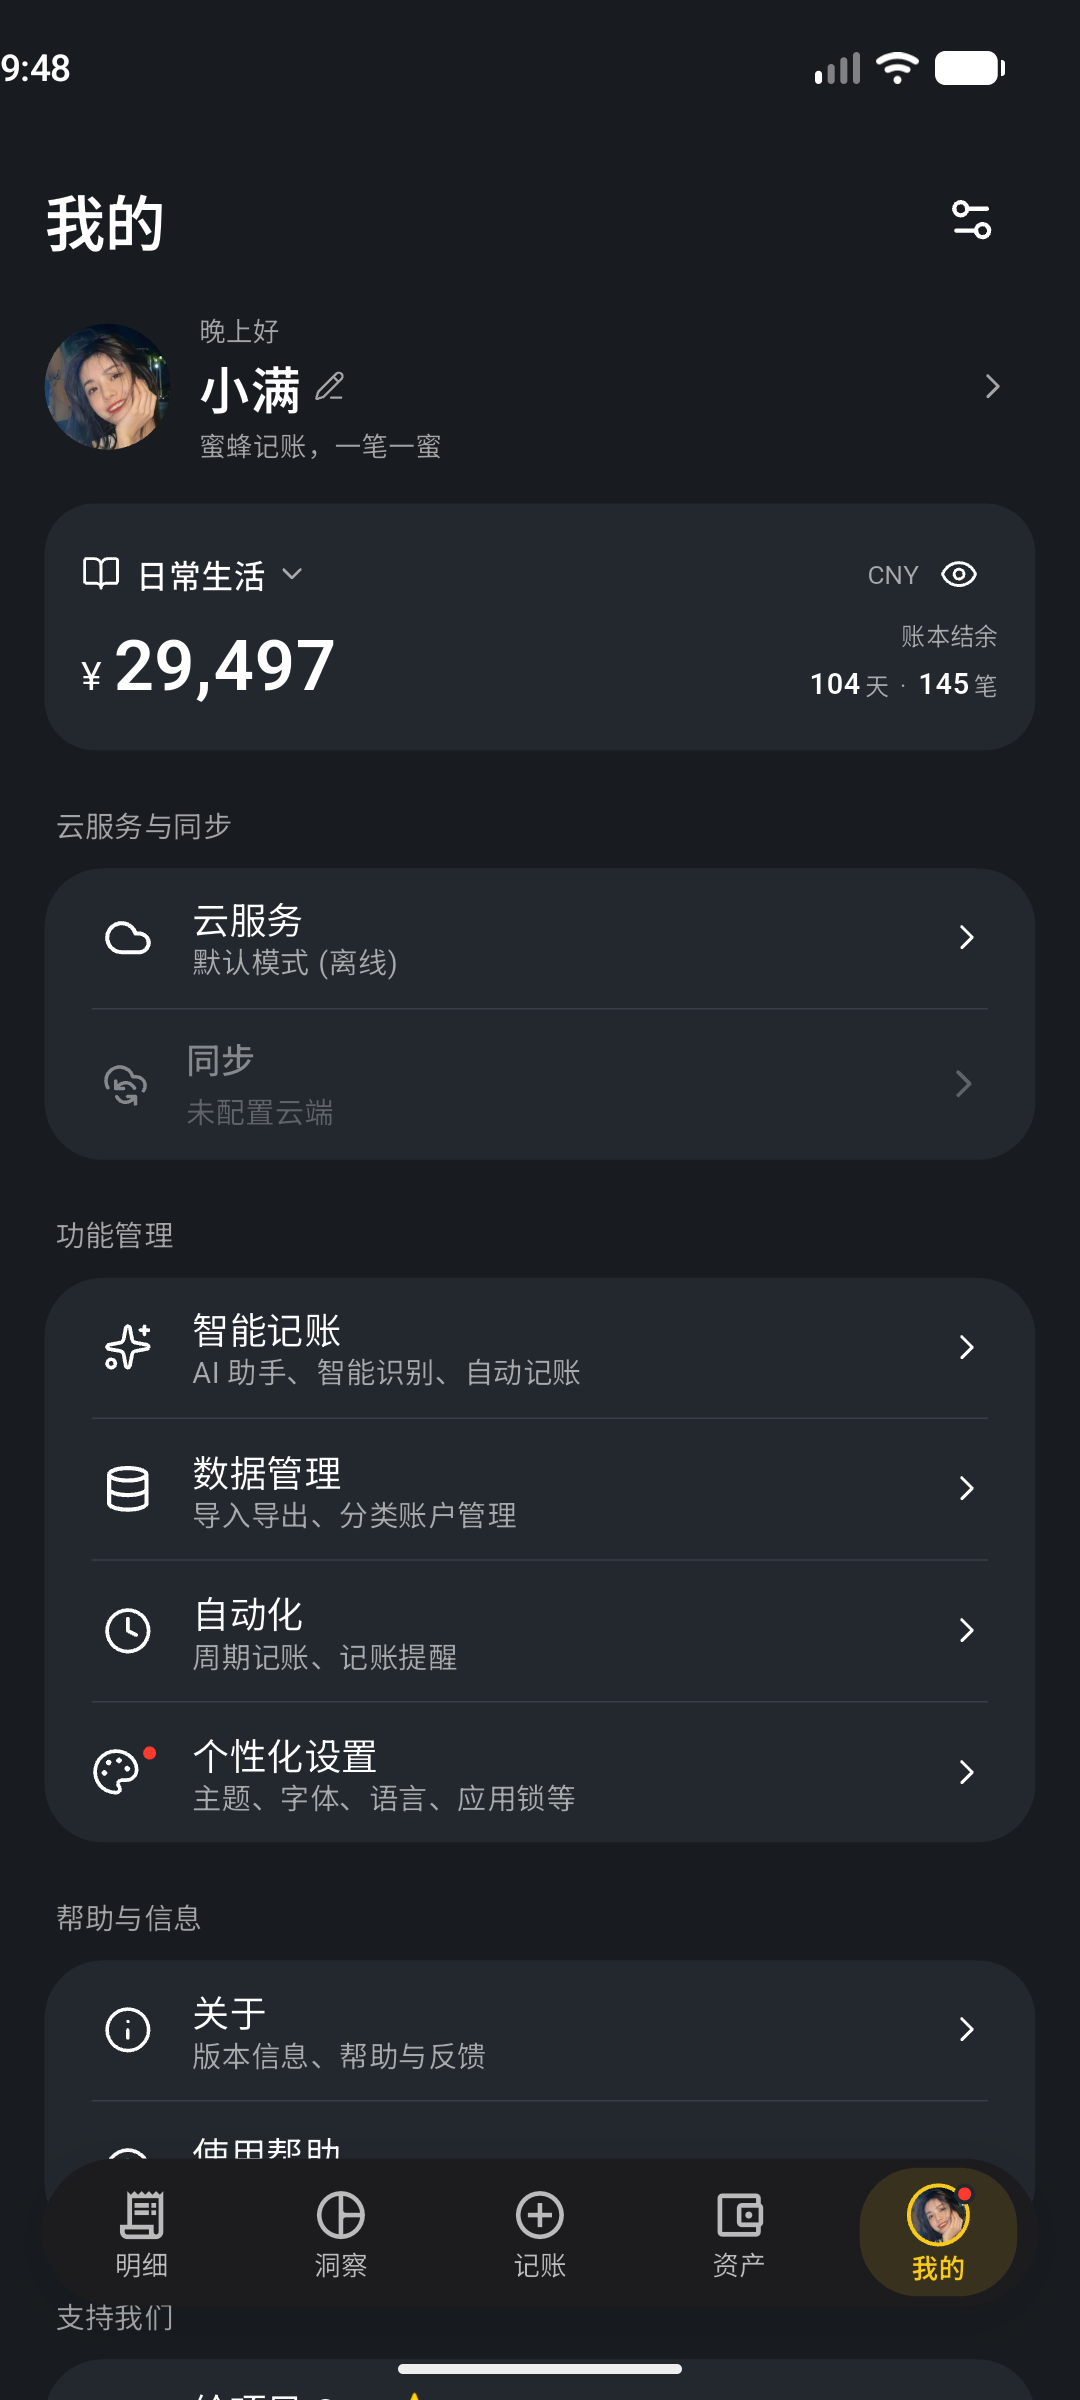 9:48
我的
晚上好
小满
蜜蜂记账，一笔一蜜
日常生活
CNY
¥ 29,497
账本结余
104 天 · 145 笔
云服务与同步
云服务
默认模式 (离线)
同步
未配置云端
功能管理
智能记账
AI 助手、智能识别、自动记账
数据管理
导入导出、分类账户管理
自动化
周期记账、记账提醒
个性化设置
主题、字体、语言、应用锁等
帮助与信息
关于
版本信息、帮助与反馈
使用帮助
明细
洞察
记账
资产
我的
支持我们